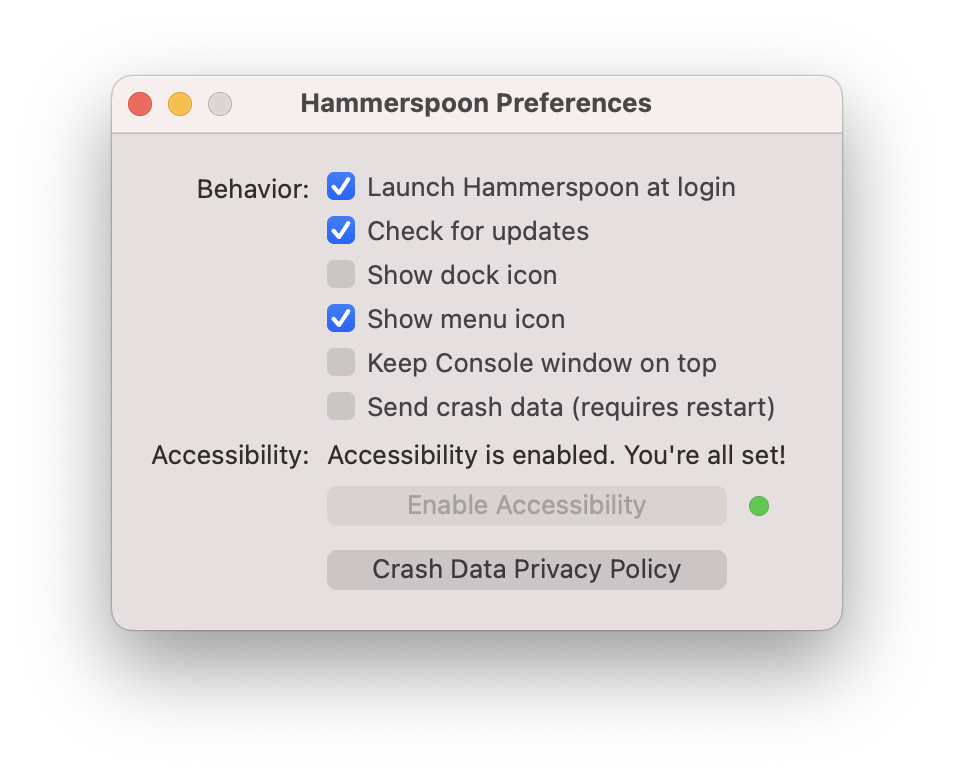 Hammerspoon Preferences
Behavior: Launch Hammerspoon at login
Check for updates
Show dock icon
Show menu icon
Keep Console window on top
Send crash data (requires restart)
Accessibility: Accessibility is enabled. You're all set!
Enable Accessibility
Crash Data Privacy Policy